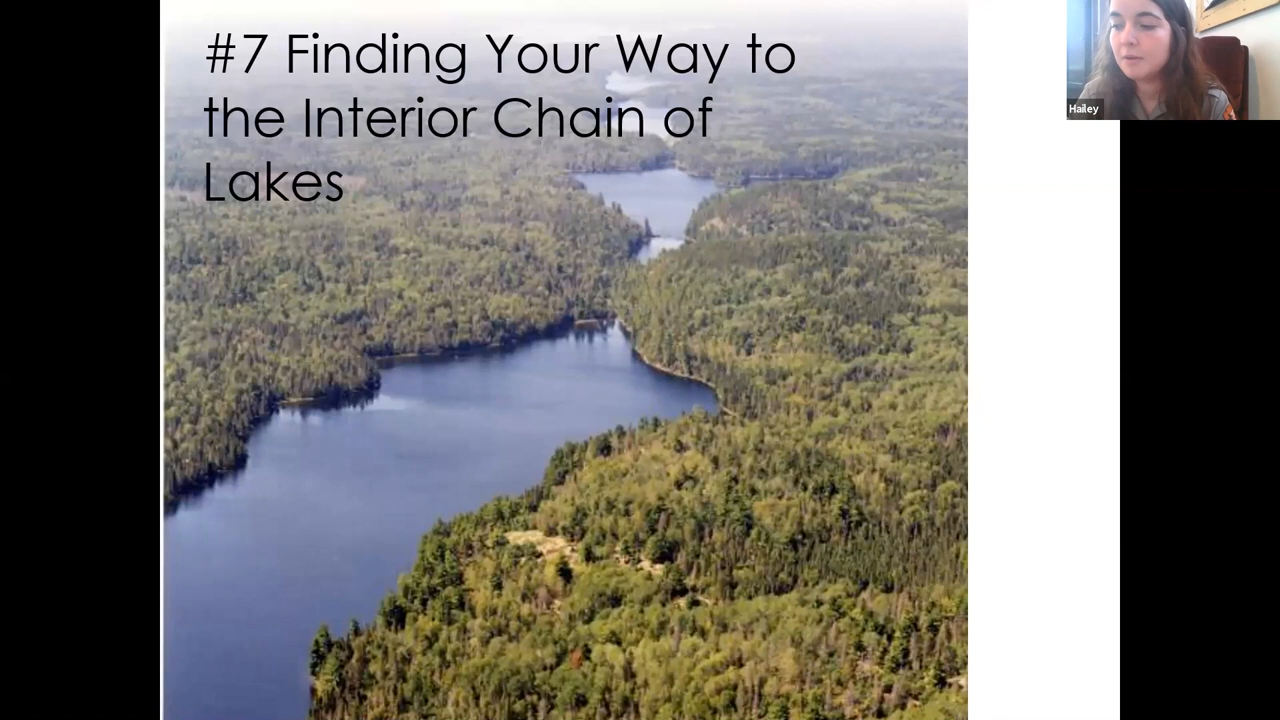 #7 Finding Your Way to
the Interior Chain of
Lakes
Hailey